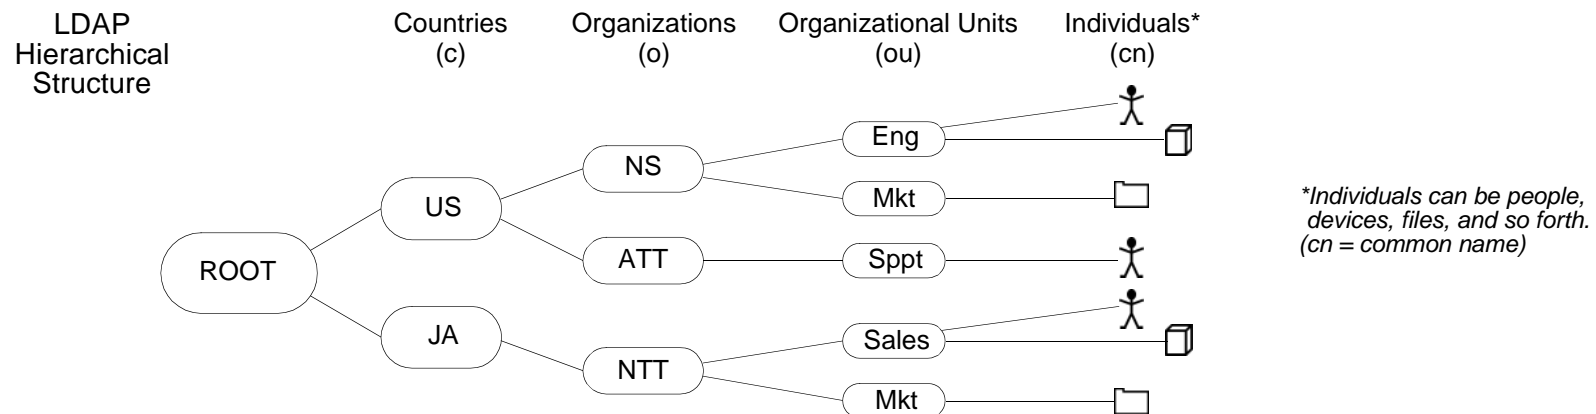 LDAP
Hierarchical
Structure
Countries
(c)
Organizations
(o)
Organizational Units
(ou)
Individuals*
(cn)
Eng
NS
Mkt
US
ATT
Sppt
ROOT
JA
Sales
NTT
Mkt
*Individuals can be people,
devices, files, and so forth.
(cn = common name)